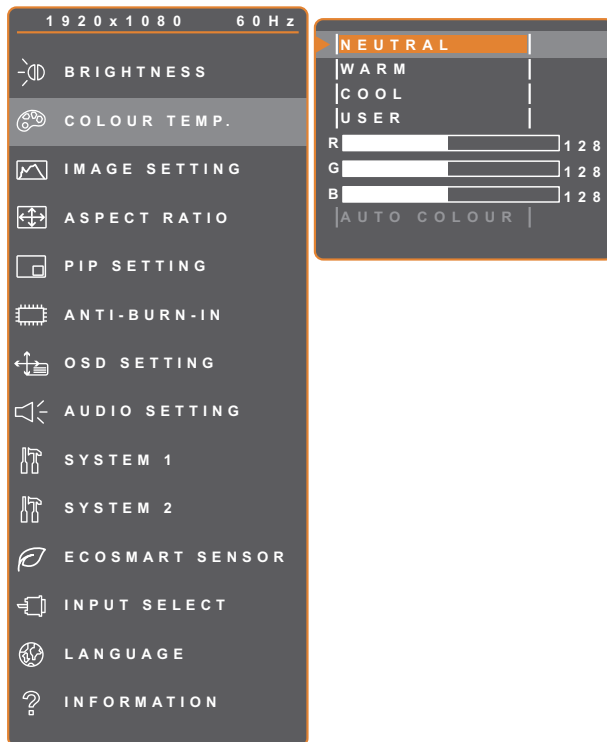 1920x1080 60Hz
BRIGHTNESS
COLOUR TEMP.
IMAGE SETTING
ASPECT RATIO
PIP SETTING
ANTI-BURN-IN
OSD SETTING
AUDIO SETTING
SYSTEM 1
SYSTEM 2
ECOSMART SENSOR
INPUT SELECT
LANGUAGE
INFORMATION
NEUTRAL
WARM
COOL
USER
R 128
G 128
B 128
AUTO COLOUR